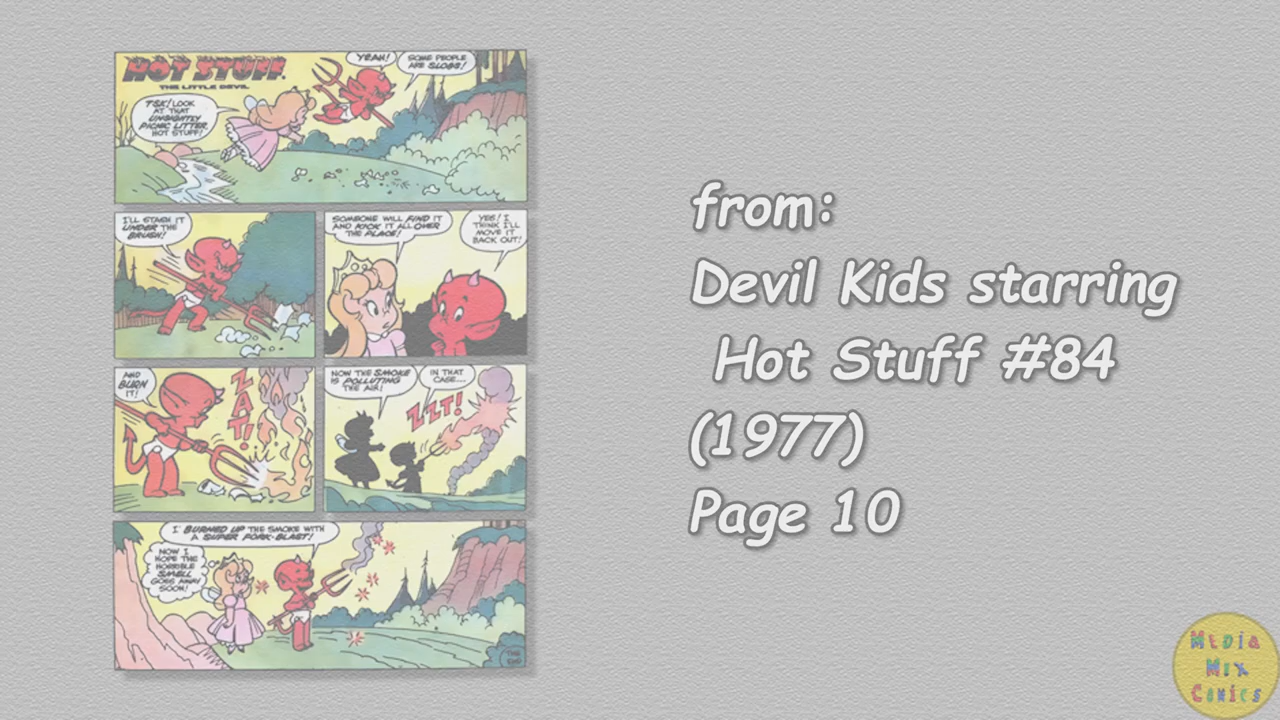 HOT STUFF
THE LITTLE DEVIL
TSK! LOOK
AT THAT
UNSIGHTLY
PICNIC LITTER,
HOT STUFF!
YEAH!
SOME PEOPLE
ARE SLOBS!
I'LL STASH IT
UNDER THE
BRUSH!
SOMEONE WILL FIND IT
AND KICK IT ALL OVER
THE PLACE!
YES! I
THINK I'LL
MOVE IT
BACK OUT!
AND
BURN
IT!
ZAT!
NOW THE SMOKE
IS POLLUTING
THE AIR!
IN THAT
CASE...
ZZT!
I BURNED UP THE SMOKE WITH
A SUPER FORK-BLAST!
NOW I
HOPE THE
HORRIBLE
SMELL
GOES AWAY
SOON!
THE
END
from:
Devil Kids starring
Hot Stuff #84
(1977)
Page 10
MEDIA
MIX
COMICS